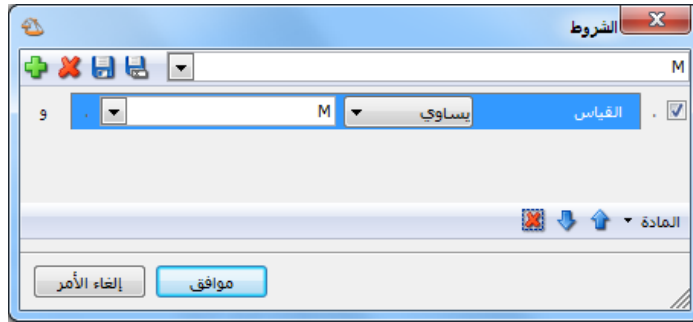 الشروط
M
. القياس يساوي M . و
المادة
موافق إلغاء الأمر